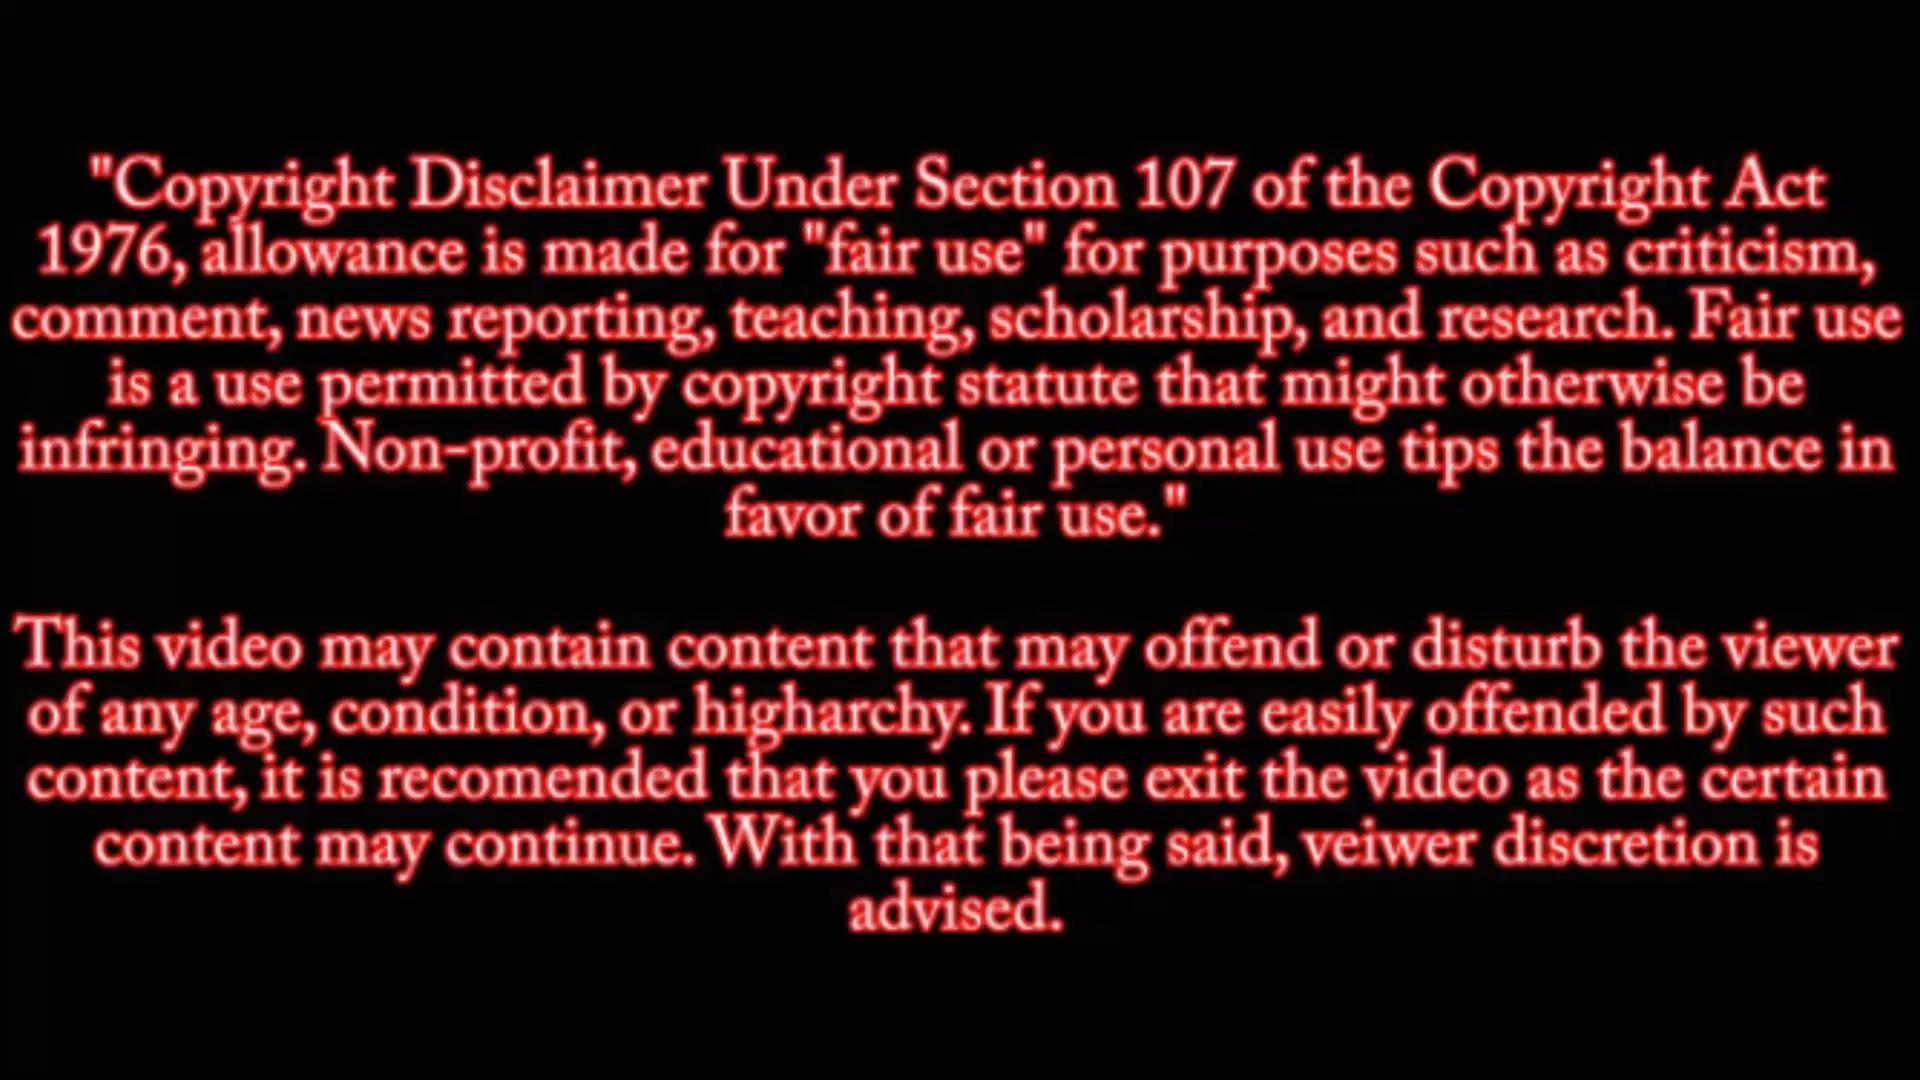 "Copyright Disclaimer Under Section 107 of the Copyright Act
1976, allowance is made for "fair use" for purposes such as criticism,
comment, news reporting, teaching, scholarship, and research. Fair use
is a use permitted by copyright statute that might otherwise be
infringing. Non-profit, educational or personal use tips the balance in
favor of fair use."
This video may contain content that may offend or disturb the viewer
of any age, condition, or higharchy. If you are easily offended by such
content, it is recomended that you please exit the video as the certain
content may continue. With that being said, veiwer discretion is
advised.